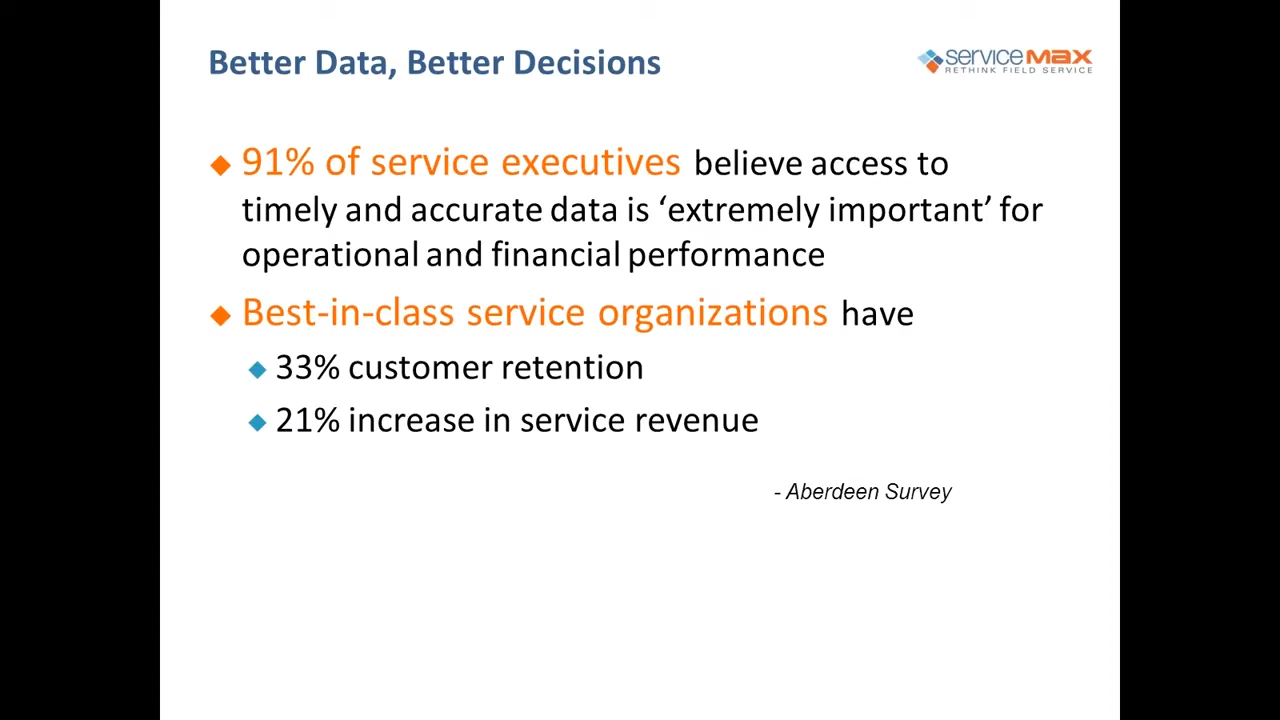 Better Data, Better Decisions
serviceMAX
RETHINK FIELD SERVICE
91% of service executives believe access to
timely and accurate data is ‘extremely important’ for
operational and financial performance
Best-in-class service organizations have
33% customer retention
21% increase in service revenue
- Aberdeen Survey